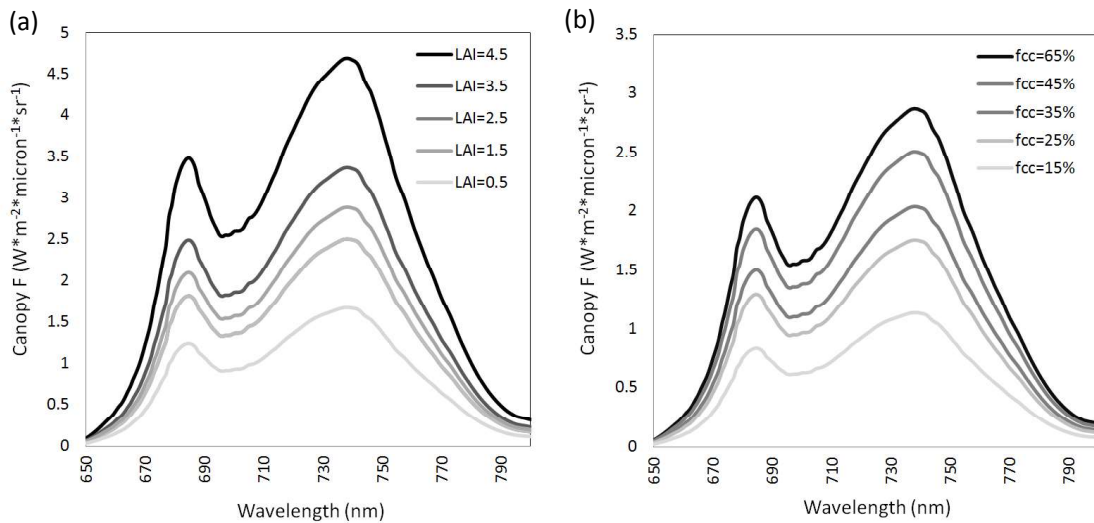 (a)
Canopy F (W*m-2*micron-1*sr-1)
5
4.5
4
3.5
3
2.5
2
1.5
1
0.5
0
LAI=4.5
LAI=3.5
LAI=2.5
LAI=1.5
LAI=0.5
650
670
690
710
730
750
770
790
Wavelength (nm)
(b)
Canopy F (W*m-2*micron-1*sr-1)
3.5
3
2.5
2
1.5
1
0.5
0
fcc=65%
fcc=45%
fcc=35%
fcc=25%
fcc=15%
650
670
690
710
730
750
770
790
Wavelength (nm)